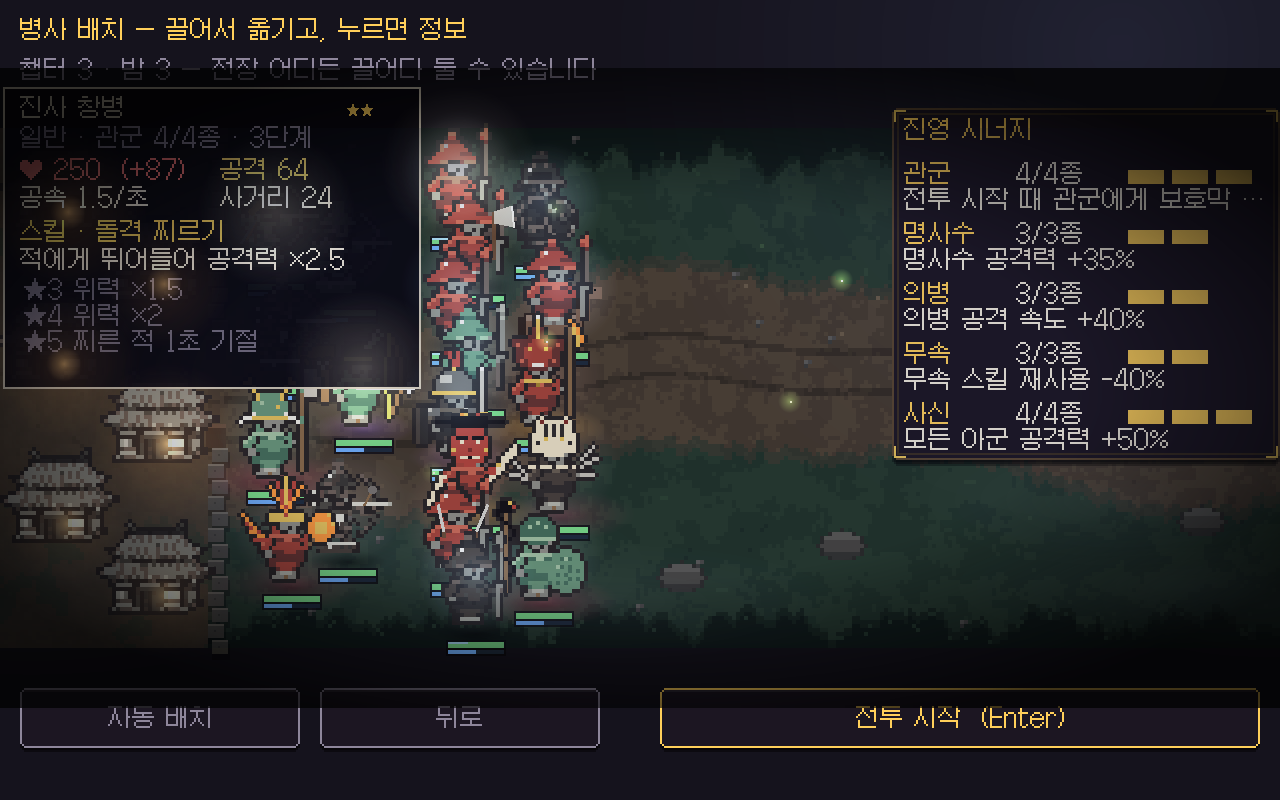 병사 배치 – 끌어서 옮기고, 누르면 정보
챕터 3 · 밤 3 – 전장 어디든 끌어다 둘 수 있습니다
진사 창병 ★★
일반 · 관군 4/4종 · 3단계
♥ 250 (+87) 공격 64
공속 1.5/초 사거리 24
스킬 · 돌격 찌르기
적에게 뛰어들어 공격력 ×2.5
★3 위력 ×1.5
★4 위력 ×2
★5 찌른 적 1초 기절
진영 시너지
관군 4/4종
전투 시작 때 관군에게 보호막 …
명사수 3/3종
명사수 공격력 +35%
의병 3/3종
의병 공격 속도 +40%
무속 3/3종
무속 스킬 재사용 -40%
사신 4/4종
모든 아군 공격력 +50%
자동 배치
뒤로
전투 시작 (Enter)